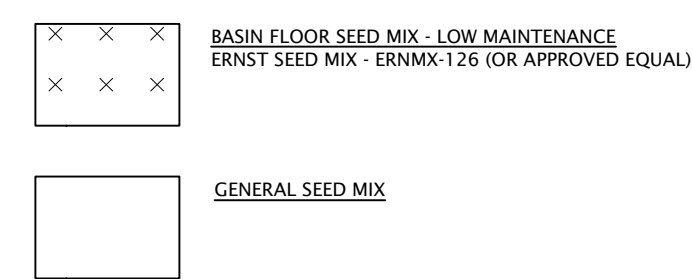 BASIN FLOOR SEED MIX - LOW MAINTENANCE
ERNST SEED MIX - ERNMX-126 (OR APPROVED EQUAL)
GENERAL SEED MIX